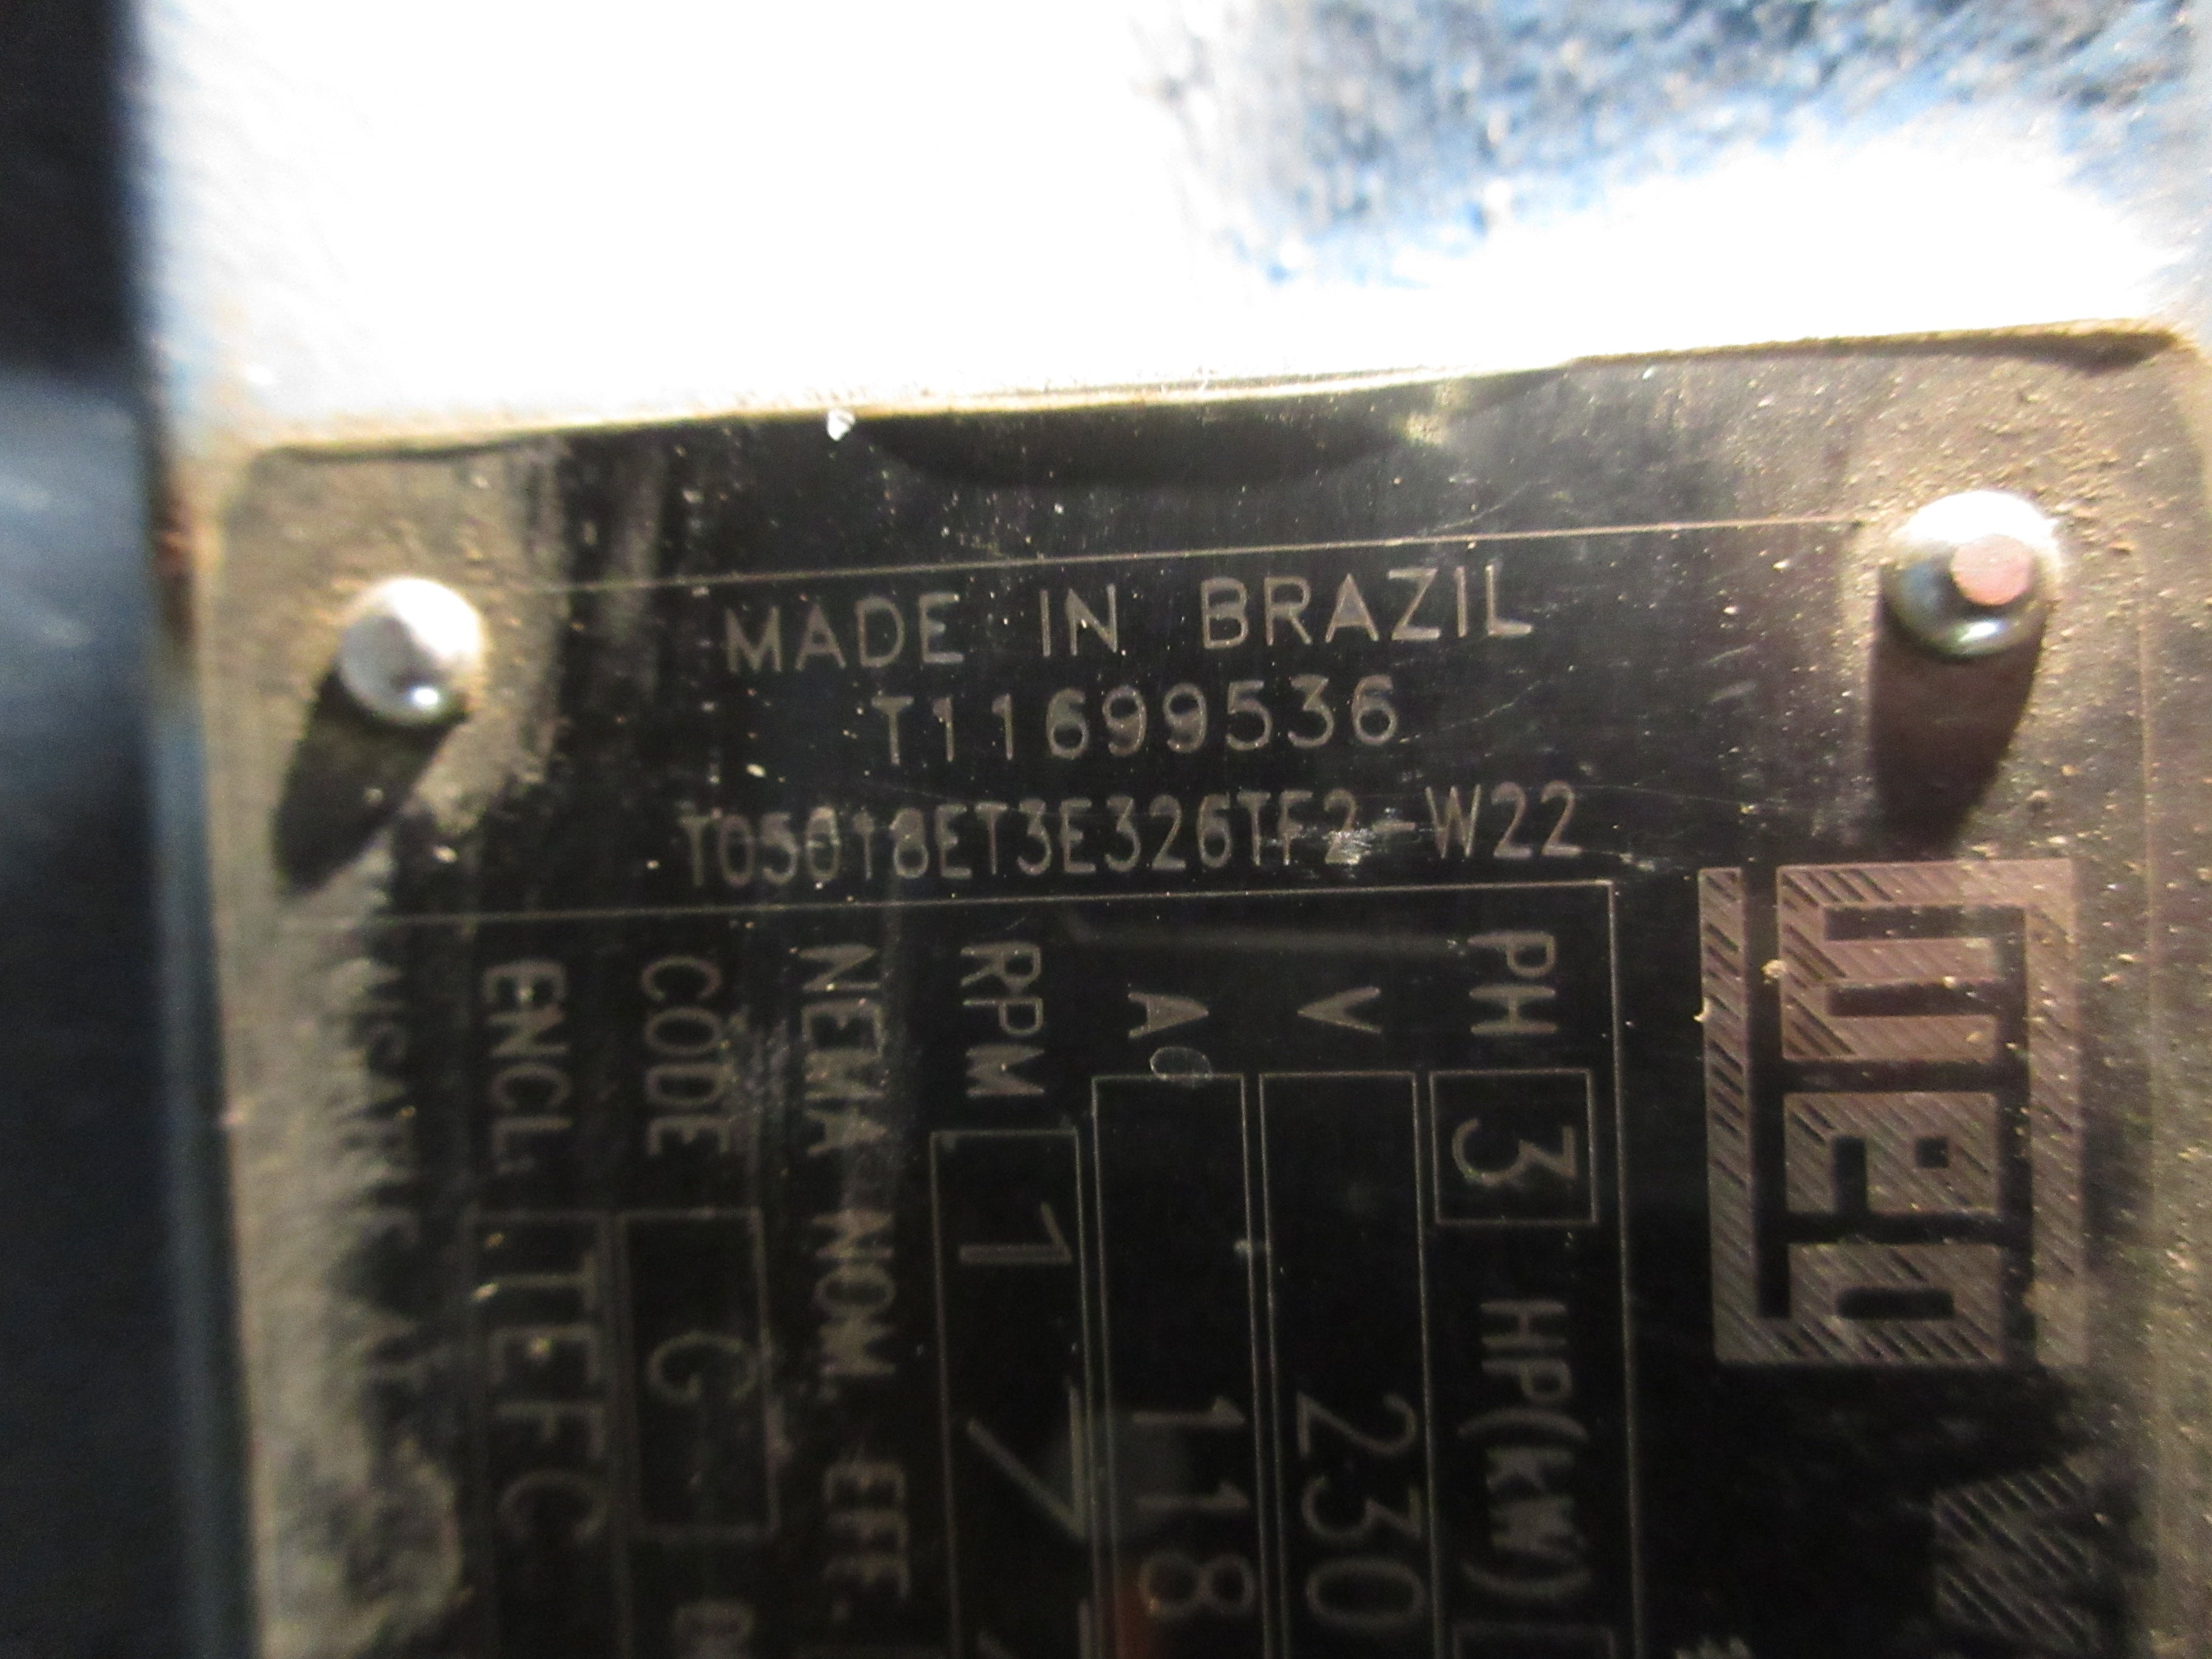 MADE IN BRAZIL
T11699536
T05018ET3E326TF2-W22
WEG
PH 3 HP(kW)
V 230
A 118
RPM 17
NEMA NOM. EFF.
CODE G
ENCL. TEFC